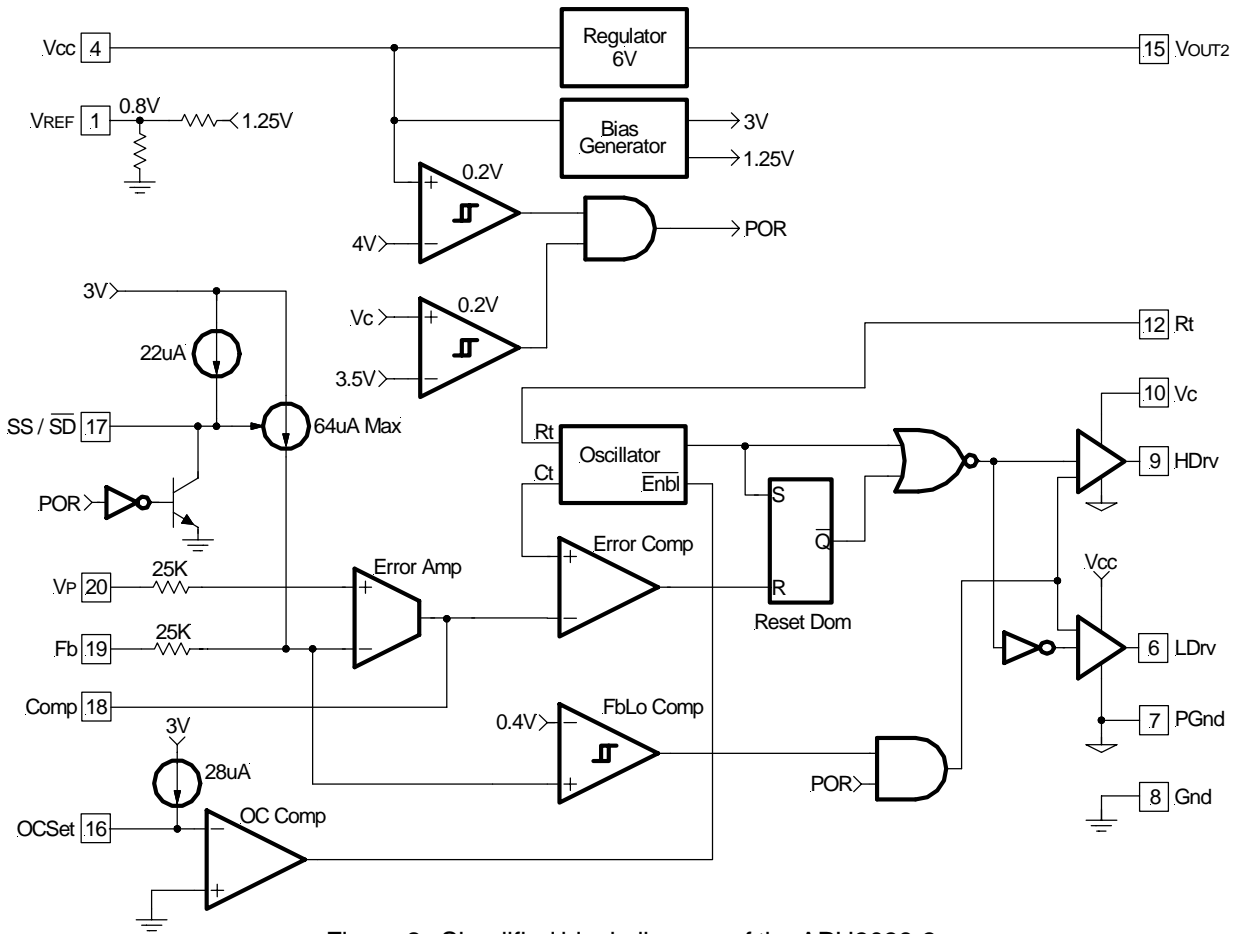 Vcc 4
Regulator
6V
15 VOUT2
VREF 1
0.8V
1.25V
Bias
Generator
3V
1.25V
0.2V
+
4V
−
POR
3V
0.2V
Vc
+
3.5V
−
12 Rt
22uA
10 Vc
SS / SD 17
64uA Max
Rt
Oscillator
Ct
Enbl
9 HDrv
POR
S
Q
R
Reset Dom
Error Comp
+
−
VP 20
25K
Error Amp
+
−
Vcc
Fb 19
25K
6 LDrv
Comp 18
FbLo Comp
0.4V
−
+
7 PGnd
3V
28uA
POR
8 Gnd
OCSet 16
OC Comp
−
+